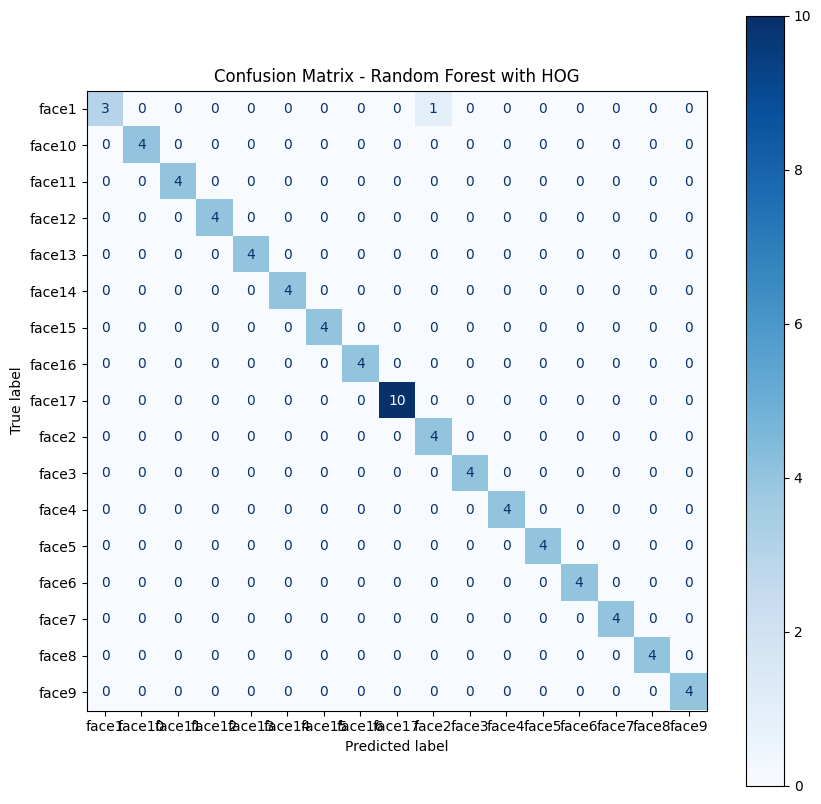 Confusion Matrix - Random Forest with HOG
face1 3 0 0 0 0 0 0 0 0 1 0 0 0 0 0 0 0
face10 0 4 0 0 0 0 0 0 0 0 0 0 0 0 0 0 0
face11 0 0 4 0 0 0 0 0 0 0 0 0 0 0 0 0 0
face12 0 0 0 4 0 0 0 0 0 0 0 0 0 0 0 0 0
face13 0 0 0 0 4 0 0 0 0 0 0 0 0 0 0 0 0
face14 0 0 0 0 0 4 0 0 0 0 0 0 0 0 0 0 0
face15 0 0 0 0 0 0 4 0 0 0 0 0 0 0 0 0 0
face16 0 0 0 0 0 0 0 4 0 0 0 0 0 0 0 0 0
face17 0 0 0 0 0 0 0 0 10 0 0 0 0 0 0 0 0
face2 0 0 0 0 0 0 0 0 0 4 0 0 0 0 0 0 0
face3 0 0 0 0 0 0 0 0 0 0 4 0 0 0 0 0 0
face4 0 0 0 0 0 0 0 0 0 0 0 4 0 0 0 0 0
face5 0 0 0 0 0 0 0 0 0 0 0 0 4 0 0 0 0
face6 0 0 0 0 0 0 0 0 0 0 0 0 0 4 0 0 0
face7 0 0 0 0 0 0 0 0 0 0 0 0 0 0 4 0 0
face8 0 0 0 0 0 0 0 0 0 0 0 0 0 0 0 4 0
face9 0 0 0 0 0 0 0 0 0 0 0 0 0 0 0 0 4
face1 face10 face11 face12 face13 face14 face15 face16 face17 face2 face3 face4 face5 face6 face7 face8 face9
Predicted label
True label
10
8
6
4
2
0